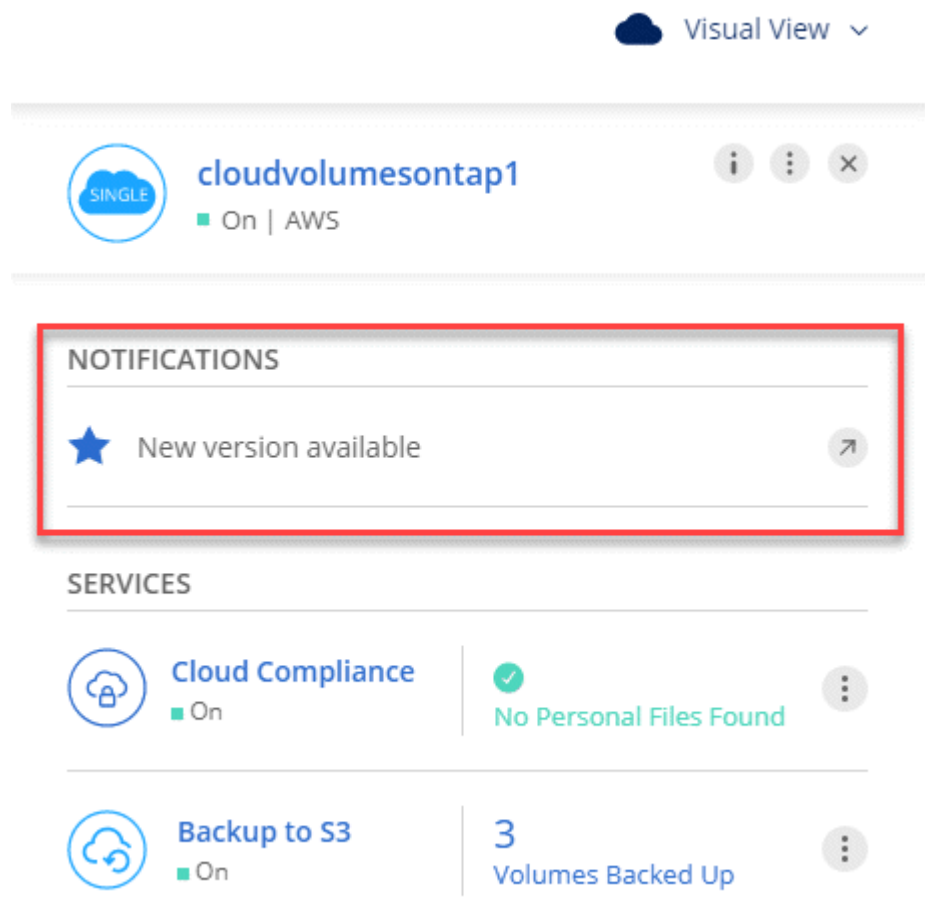 Visual View
cloudvolumesontap1
SINGLE
On | AWS
NOTIFICATIONS
New version available
SERVICES
Cloud Compliance
On
No Personal Files Found
Backup to S3
On
3
Volumes Backed Up